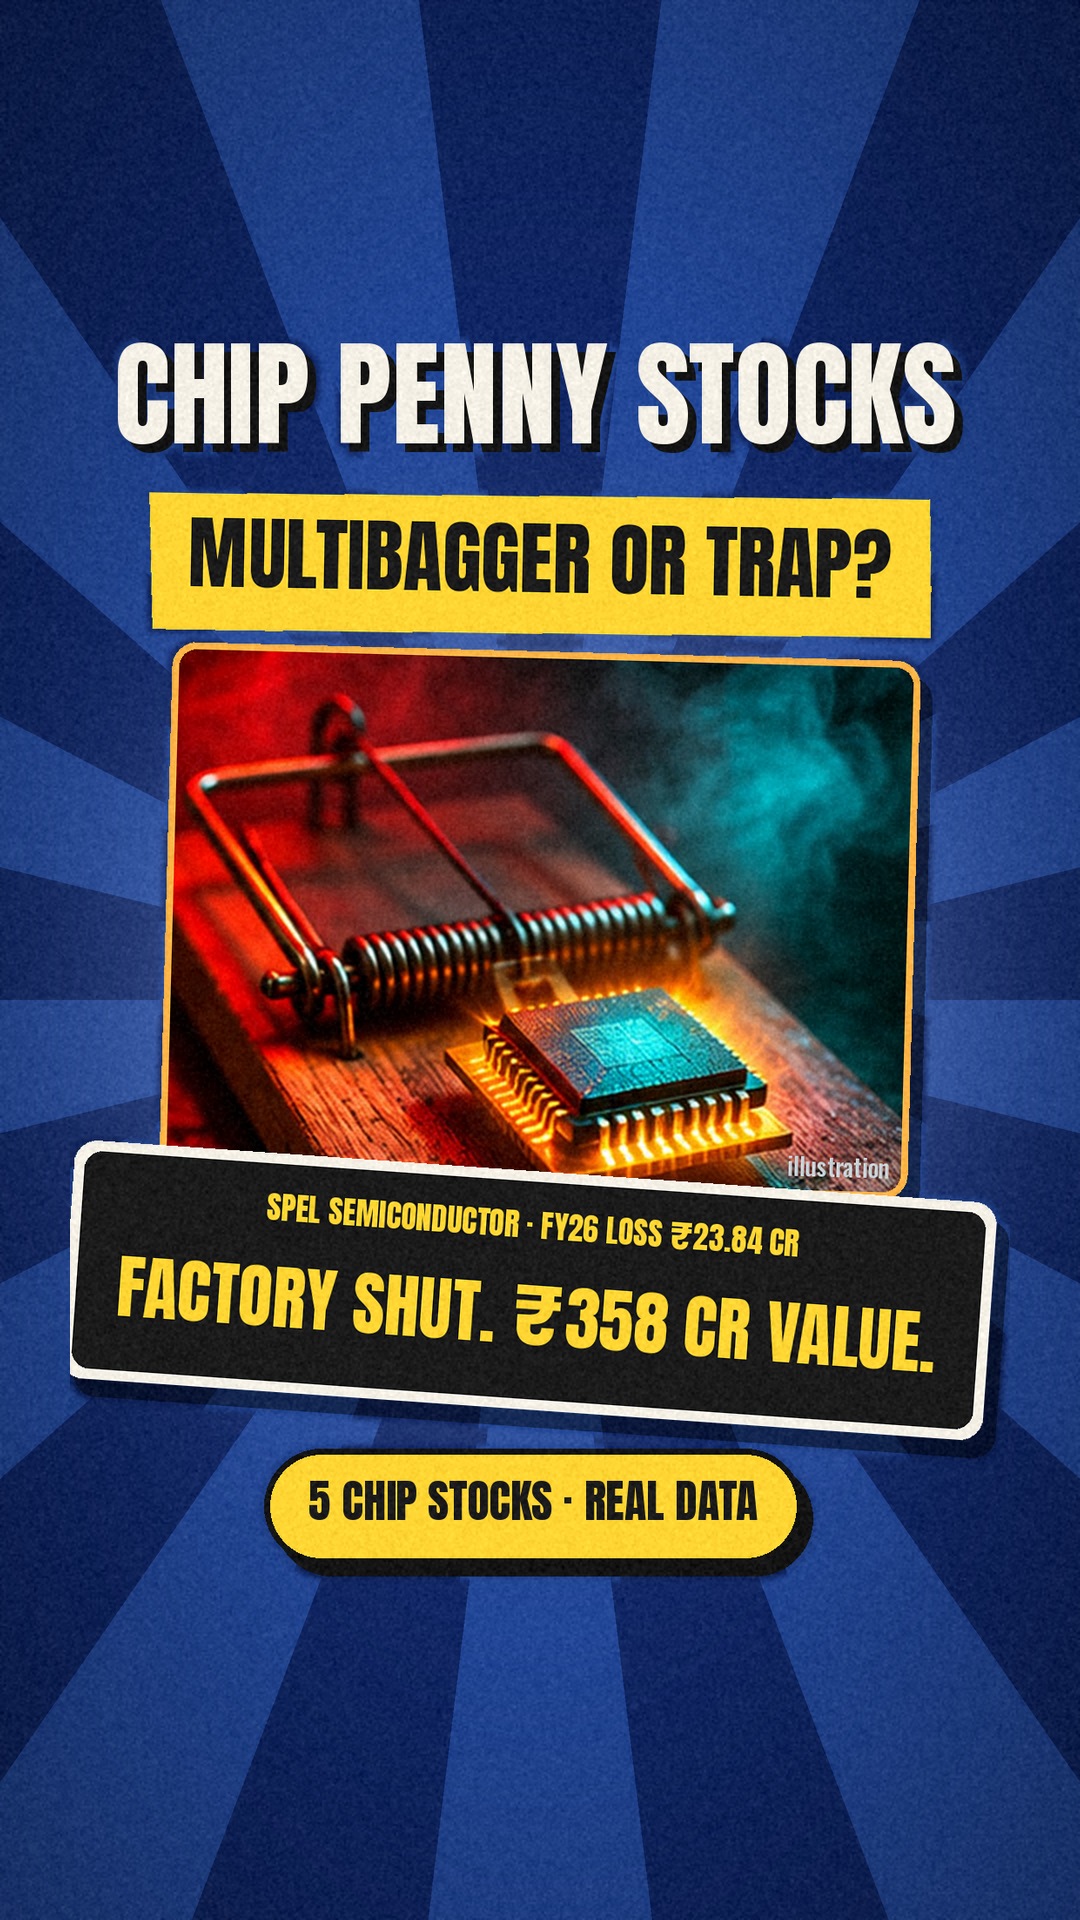 CHIP PENNY STOCKS
MULTIBAGGER OR TRAP?
illustration
SPEL SEMICONDUCTOR · FY26 LOSS ₹23.84 CR
FACTORY SHUT. ₹358 CR VALUE.
5 CHIP STOCKS · REAL DATA